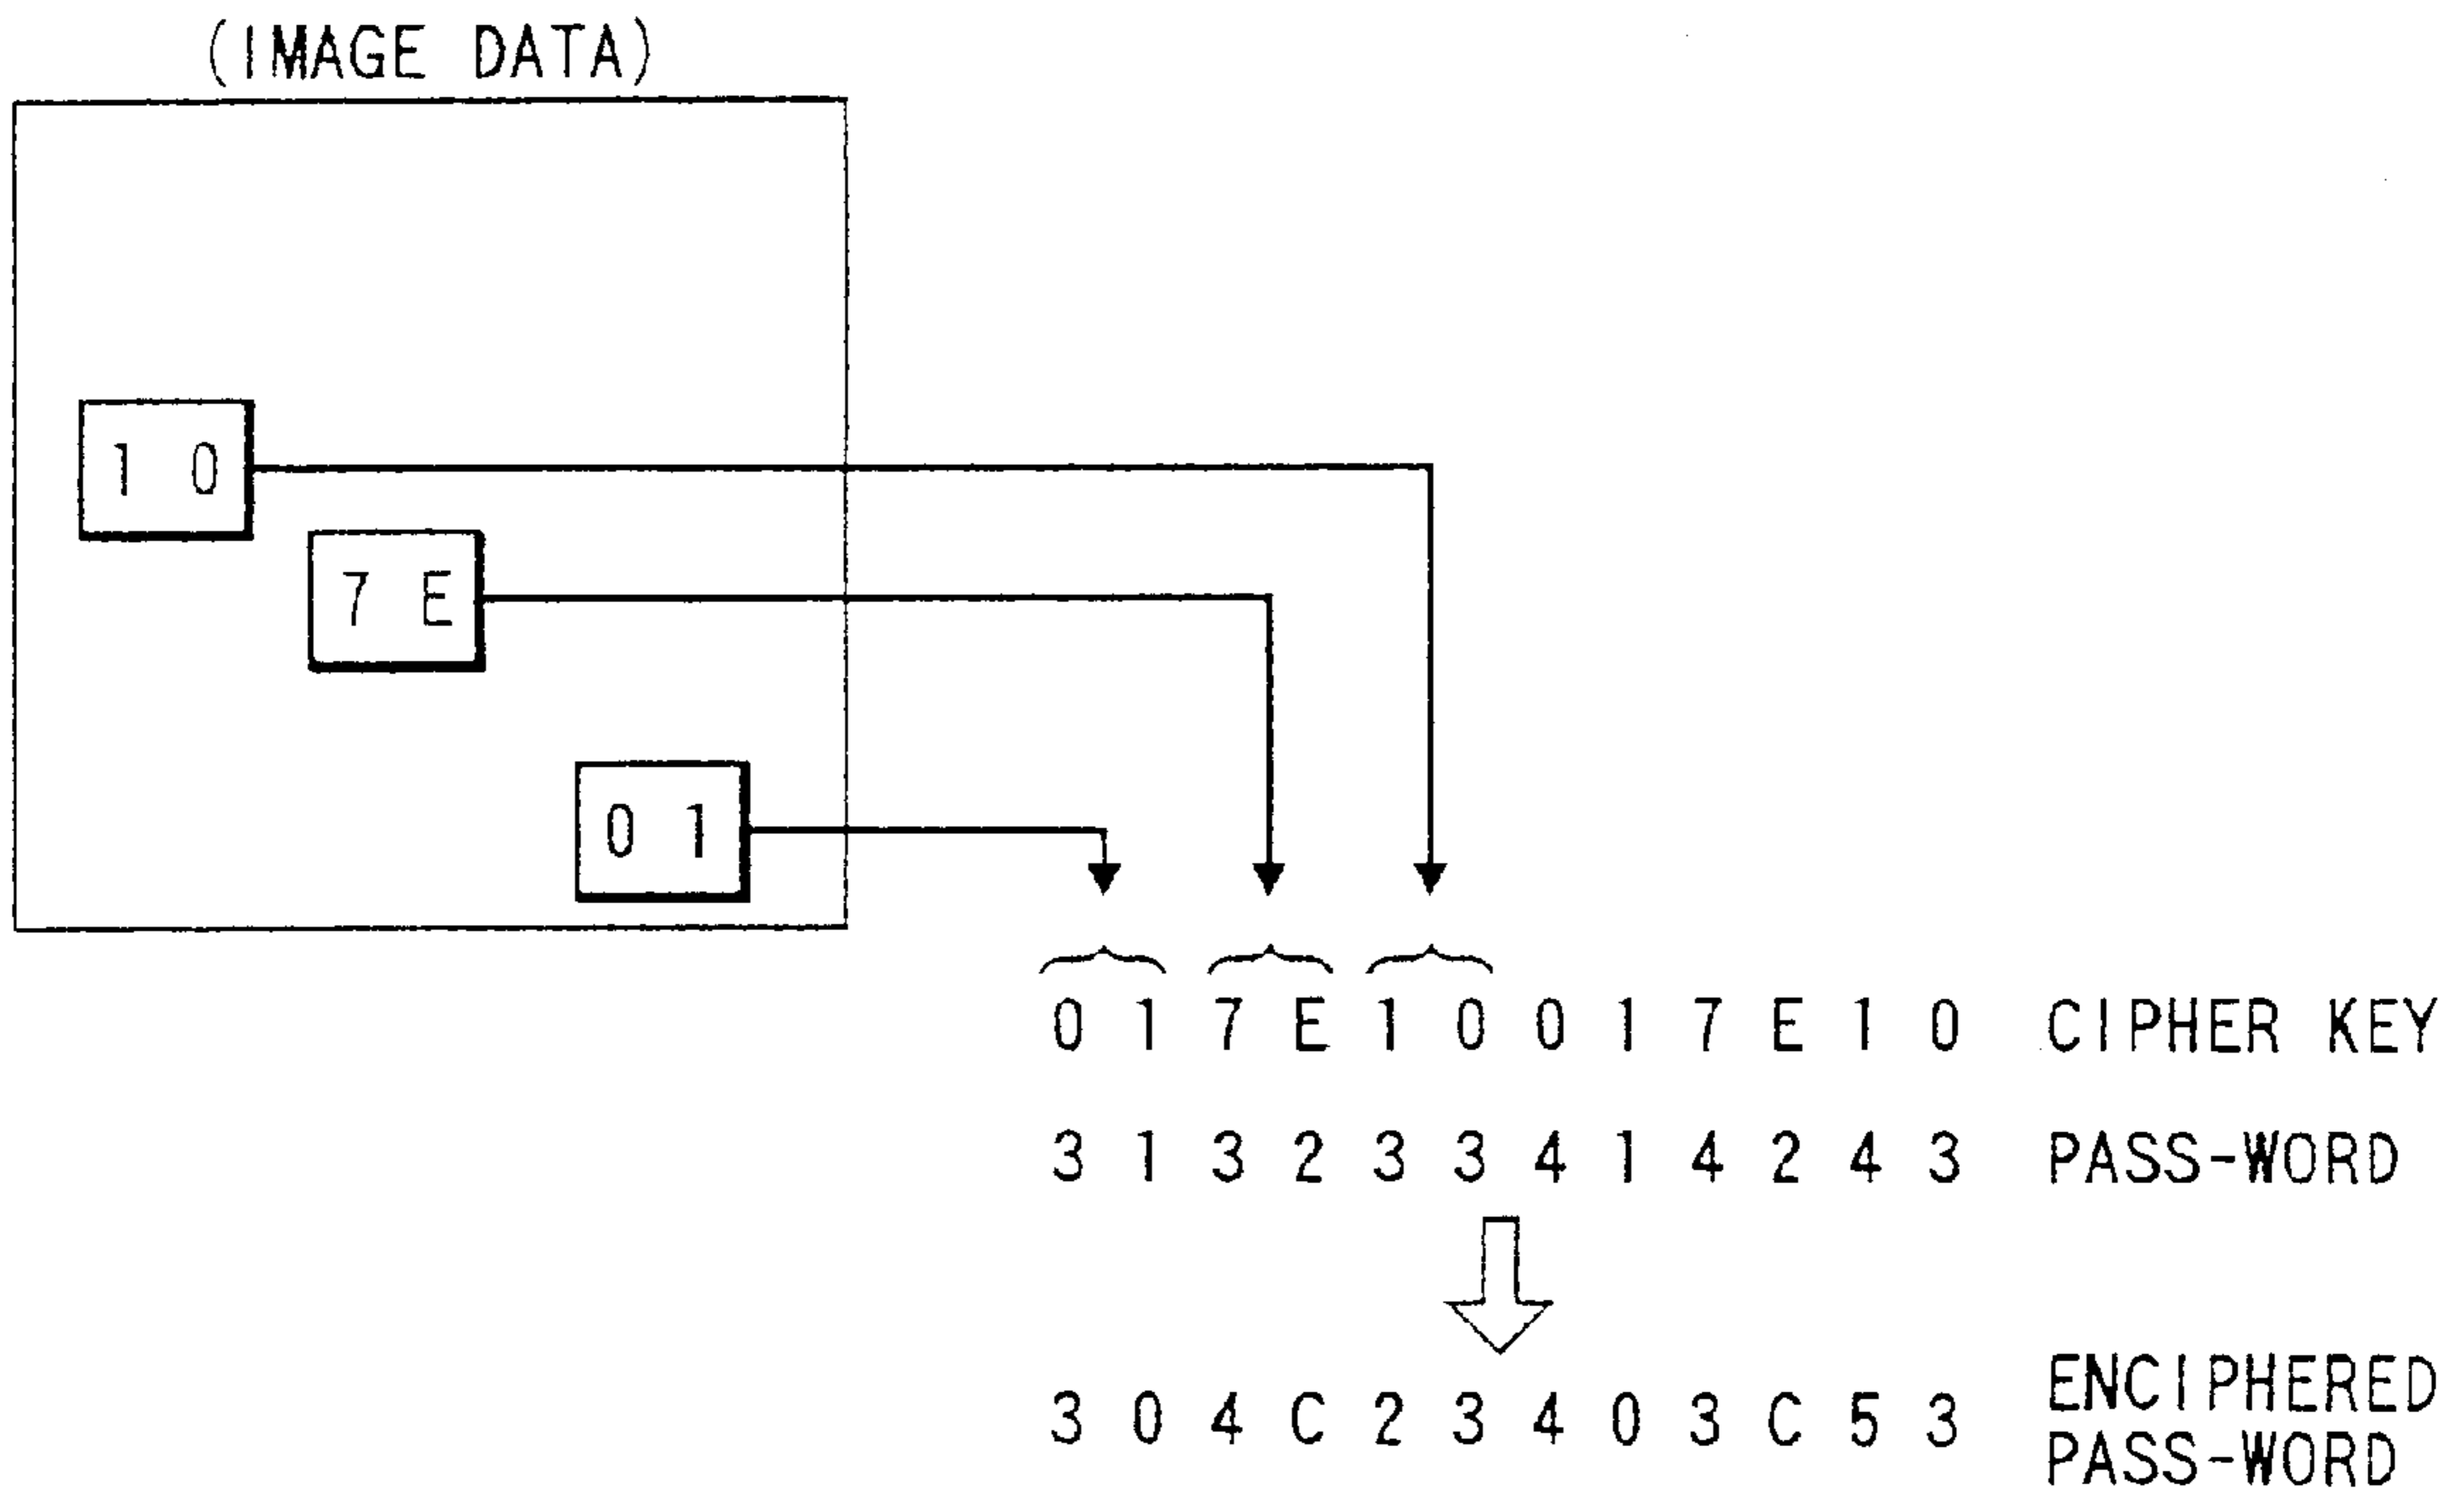 (IMAGE DATA)
1 0
7 E
0 1
0 1 7 E 1 0 0 1 7 E 1 0 CIPHER KEY
3 1 3 2 3 3 4 1 4 2 4 3 PASS-WORD
3 0 4 C 2 3 4 0 3 C 5 3 ENCIPHERED
PASS-WORD